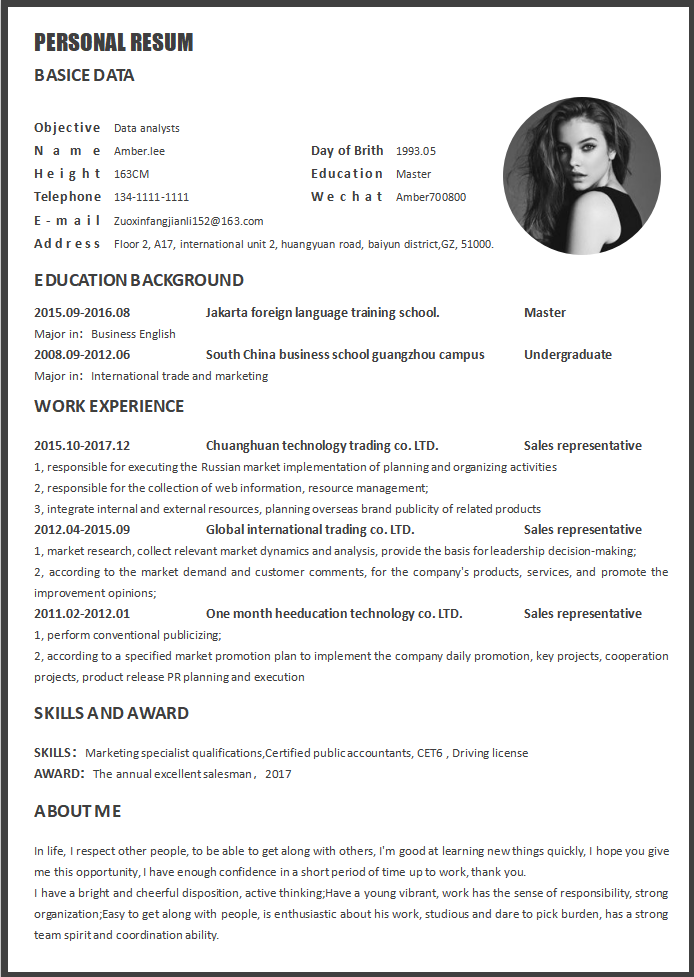 PERSONAL RESUM
BASICE DATA
Objective Data analysts
Name Amber.lee Day of Brith 1993.05
Height 163CM Education Master
Telephone 134-1111-1111 Wechat Amber700800
E-mail Zuoxinfangjianli152@163.com
Address Floor 2, A17, international unit 2, huangyuan road, baiyun district,GZ, 51000.
EDUCATION BACKGROUND
2015.09-2016.08 Jakarta foreign language training school. Master
Major in: Business English
2008.09-2012.06 South China business school guangzhou campus Undergraduate
Major in: International trade and marketing
WORK EXPERIENCE
2015.10-2017.12 Chuanghuan technology trading co. LTD. Sales representative
1, responsible for executing the Russian market implementation of planning and organizing activities
2, responsible for the collection of web information, resource management;
3, integrate internal and external resources, planning overseas brand publicity of related products
2012.04-2015.09 Global international trading co. LTD. Sales representative
1, market research, collect relevant market dynamics and analysis, provide the basis for leadership decision-making;
2, according to the market demand and customer comments, for the company's products, services, and promote the
improvement opinions;
2011.02-2012.01 One month heeducation technology co. LTD. Sales representative
1, perform conventional publicizing;
2, according to a specified market promotion plan to implement the company daily promotion, key projects, cooperation
projects, product release PR planning and execution
SKILLS AND AWARD
SKILLS: Marketing specialist qualifications,Certified public accountants, CET6 , Driving license
AWARD: The annual excellent salesman, 2017
ABOUT ME
In life, I respect other people, to be able to get along with others, I'm good at learning new things quickly, I hope you give
me this opportunity, I have enough confidence in a short period of time up to work, thank you.
I have a bright and cheerful disposition, active thinking;Have a young vibrant, work has the sense of responsibility, strong
organization;Easy to get along with people, is enthusiastic about his work, studious and dare to pick burden, has a strong
team spirit and coordination ability.